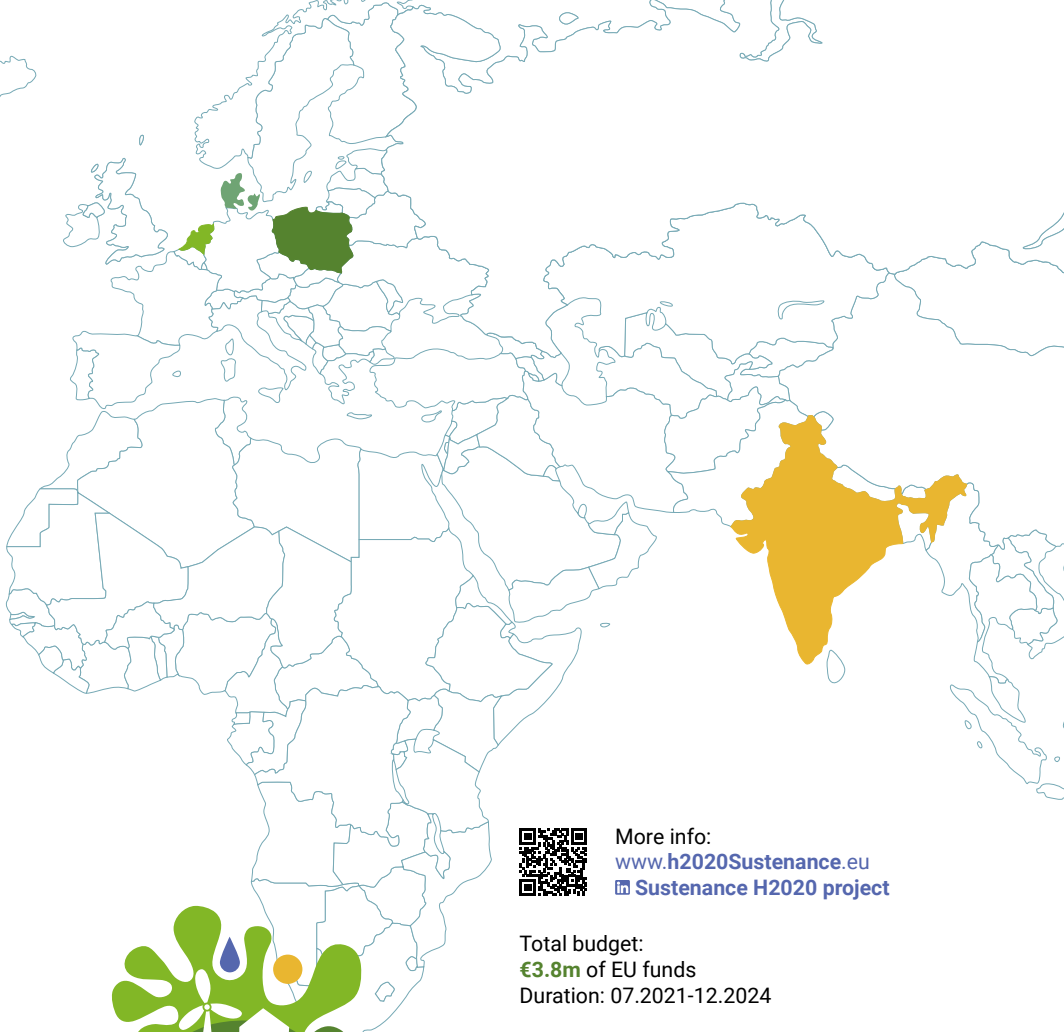 More info:
www.h2020Sustenance.eu
in Sustenance H2020 project
Total budget:
€3.8m of EU funds
Duration: 07.2021-12.2024